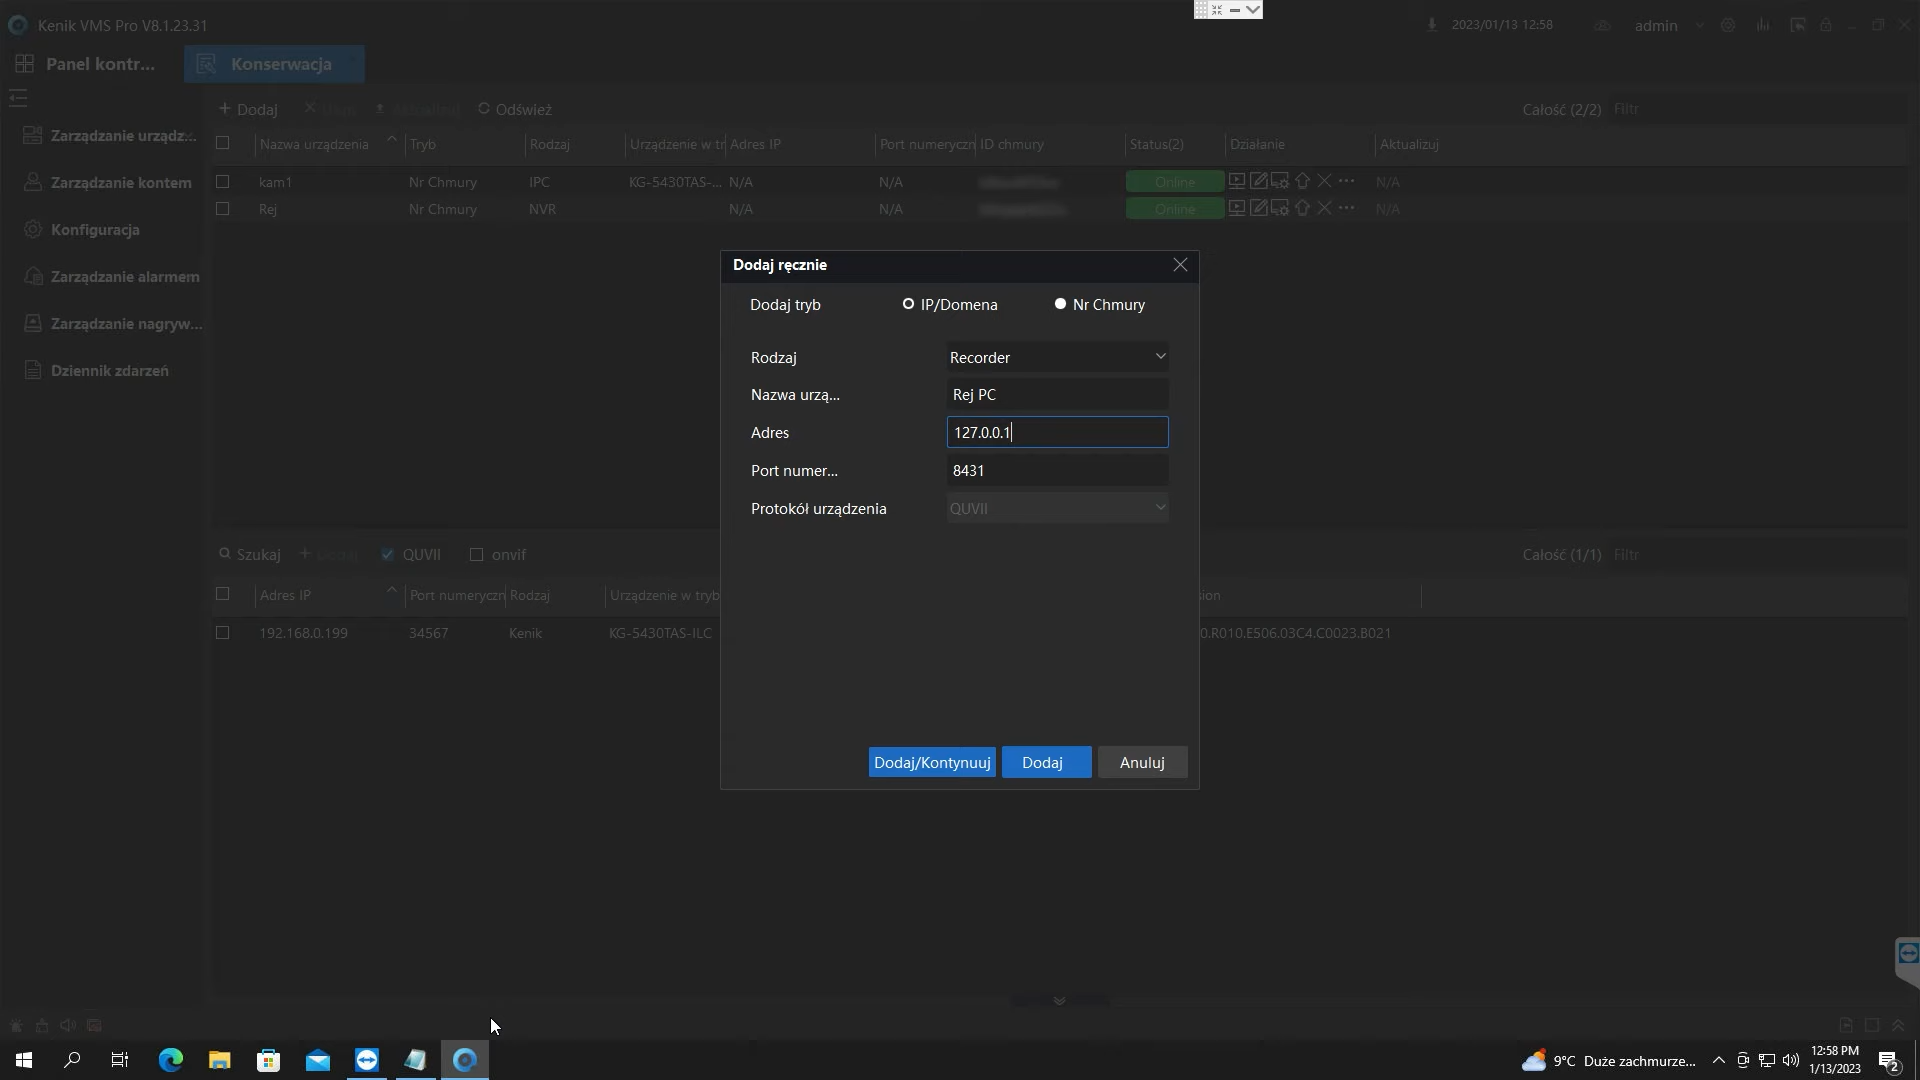 Kenik VMS Pro V8.1.23.31
2023/01/13 12:58
admin
Panel kontr...
Konserwacja
Dodaj
Odśwież
Całość (2/2)
Filtr
Zarządzanie urządz...
Zarządzanie kontem
Konfiguracja
Zarządzanie alarmem
Zarządzanie nagryw...
Dziennik zdarzeń
Nazwa urządzenia Tryb Rodzaj Urządzenie w tr Adres IP Port numeryczn ID chmury Status(2) Działanie Aktualizuj
kam1 Nr Chmury IPC KG-5430TAS-... N/A N/A Online N/A
Rej Nr Chmury NVR N/A N/A Online N/A
Dodaj ręcznie
Dodaj tryb IP/Domena Nr Chmury
Rodzaj Recorder
Nazwa urzą... Rej PC
Adres 127.0.0.1
Port numer... 8431
Protokół urządzenia QUVII
Dodaj/Kontynuuj Dodaj Anuluj
Szukaj Dodaj QUVII onvif
Całość (1/1) Filtr
Adres IP Port numeryczn Rodzaj Urządzenie w tryb sion
192.168.0.199 34567 Kenik KG-5430TAS-ILC 0.R010.E506.03C4.C0023.B021
9°C Duże zachmurze...
12:58 PM
1/13/2023
2